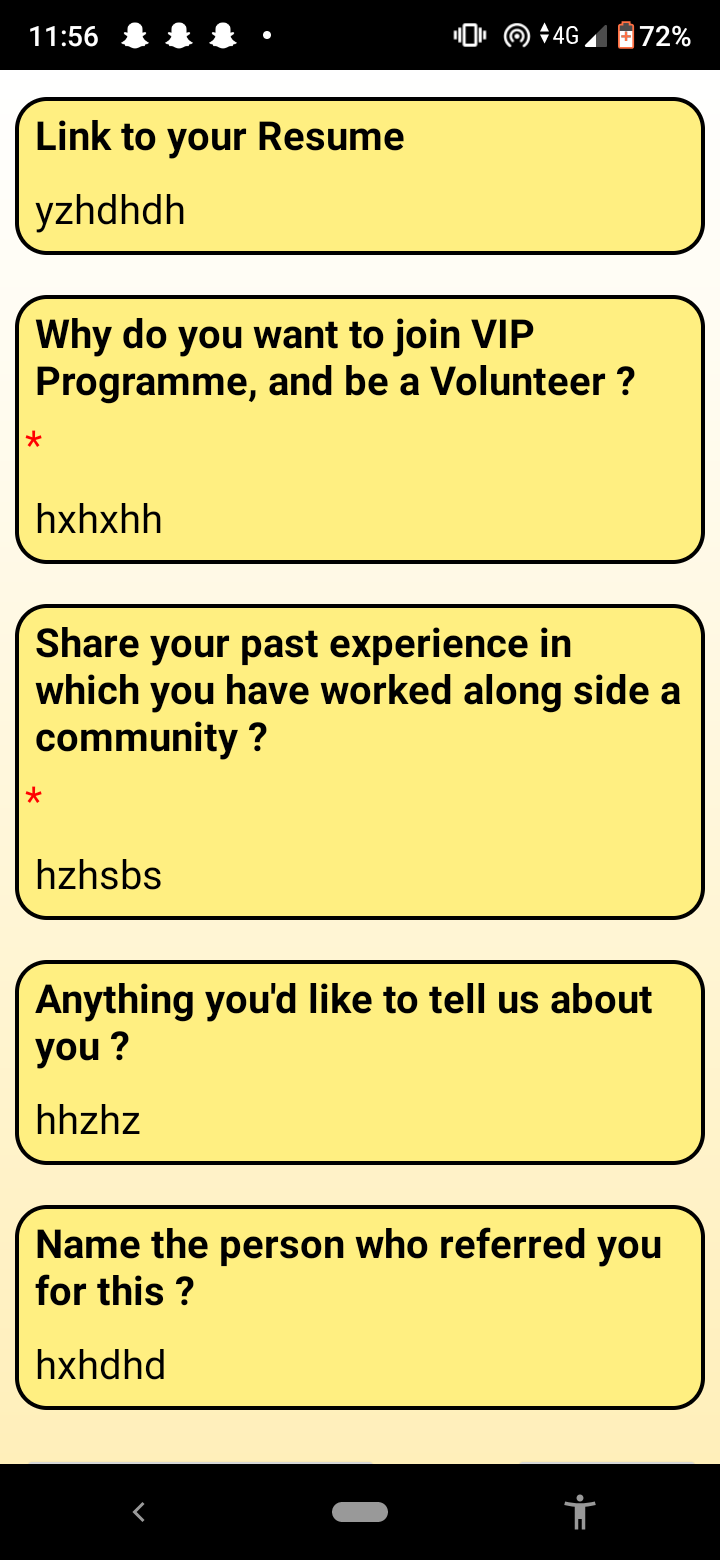 11:56 4G 72%
Link to your Resume
yzhdhdh
Why do you want to join VIP
Programme, and be a Volunteer ?
*
hxhxhh
Share your past experience in
which you have worked along side a
community ?
*
hzhsbs
Anything you'd like to tell us about
you ?
hhzhz
Name the person who referred you
for this ?
hxhdhd